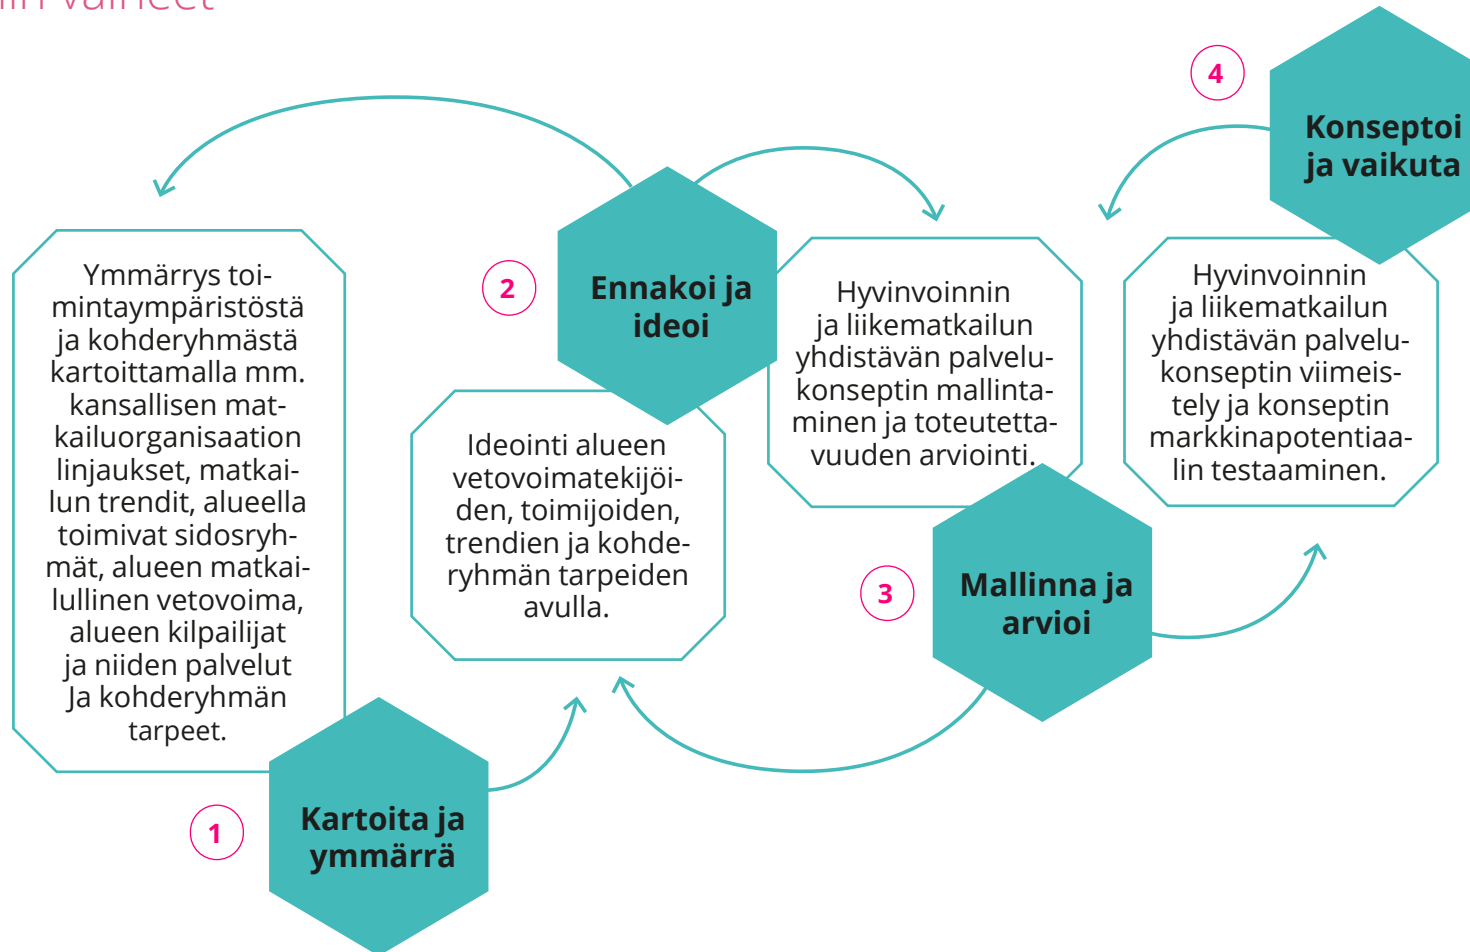 vaiheet
Ymmärrys toi-
mintaympäristöstä
ja kohderyhmästä
kartoittamalla mm.
kansallisen mat-
kailuorganisaation
linjaukset, matkai-
lun trendit, alueella
toimivat sidosryh-
mät, alueen matkai-
lullinen vetovoima,
alueen kilpailijat
ja niiden palvelut
Ja kohderyhmän
tarpeet.
1
Kartoita ja
ymmärrä
2
Ennakoi ja
ideoi
Ideointi alueen
vetovoimatekijöi-
den, toimijoiden,
trendien ja kohde-
ryhmän tarpeiden
avulla.
Hyvinvoinnin
ja liikematkailun
yhdistävän palvelu-
konseptin mallinta-
minen ja toteutetta-
vuuden arviointi.
3
Mallinna ja
arvioi
4
Konseptoi
ja vaikuta
Hyvinvoinnin
ja liikematkailun
yhdistävän palvelu-
konseptin viimeis-
tely ja konseptin
markkinapotentiaa-
lin testaaminen.